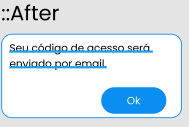 ::After
Seu código de acesso será
enviado por email.
Ok